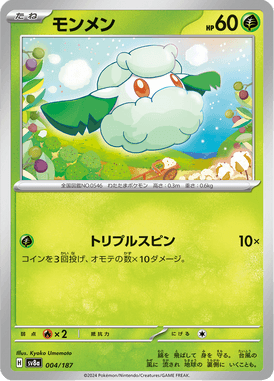 たね モンメン HP60
全国図鑑NO.0546 わたたまポケモン 高さ：0.3m 重さ：0.6kg
トリプルスピン 10×
コインを3回投げ、オモテの数×10ダメージ。
弱点 ×2 抵抗力 にげる
Illus. Kyoko Umemoto
H SV8a 004/187
綿を飛ばして 身を守る。台風の
風に流され 地球の 裏側に いくことも。
©2024 Pokémon/Nintendo/Creatures/GAME FREAK.